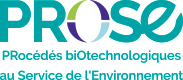 PROSE
PRocédés biOtechnologiques
au Service de l'Environnement